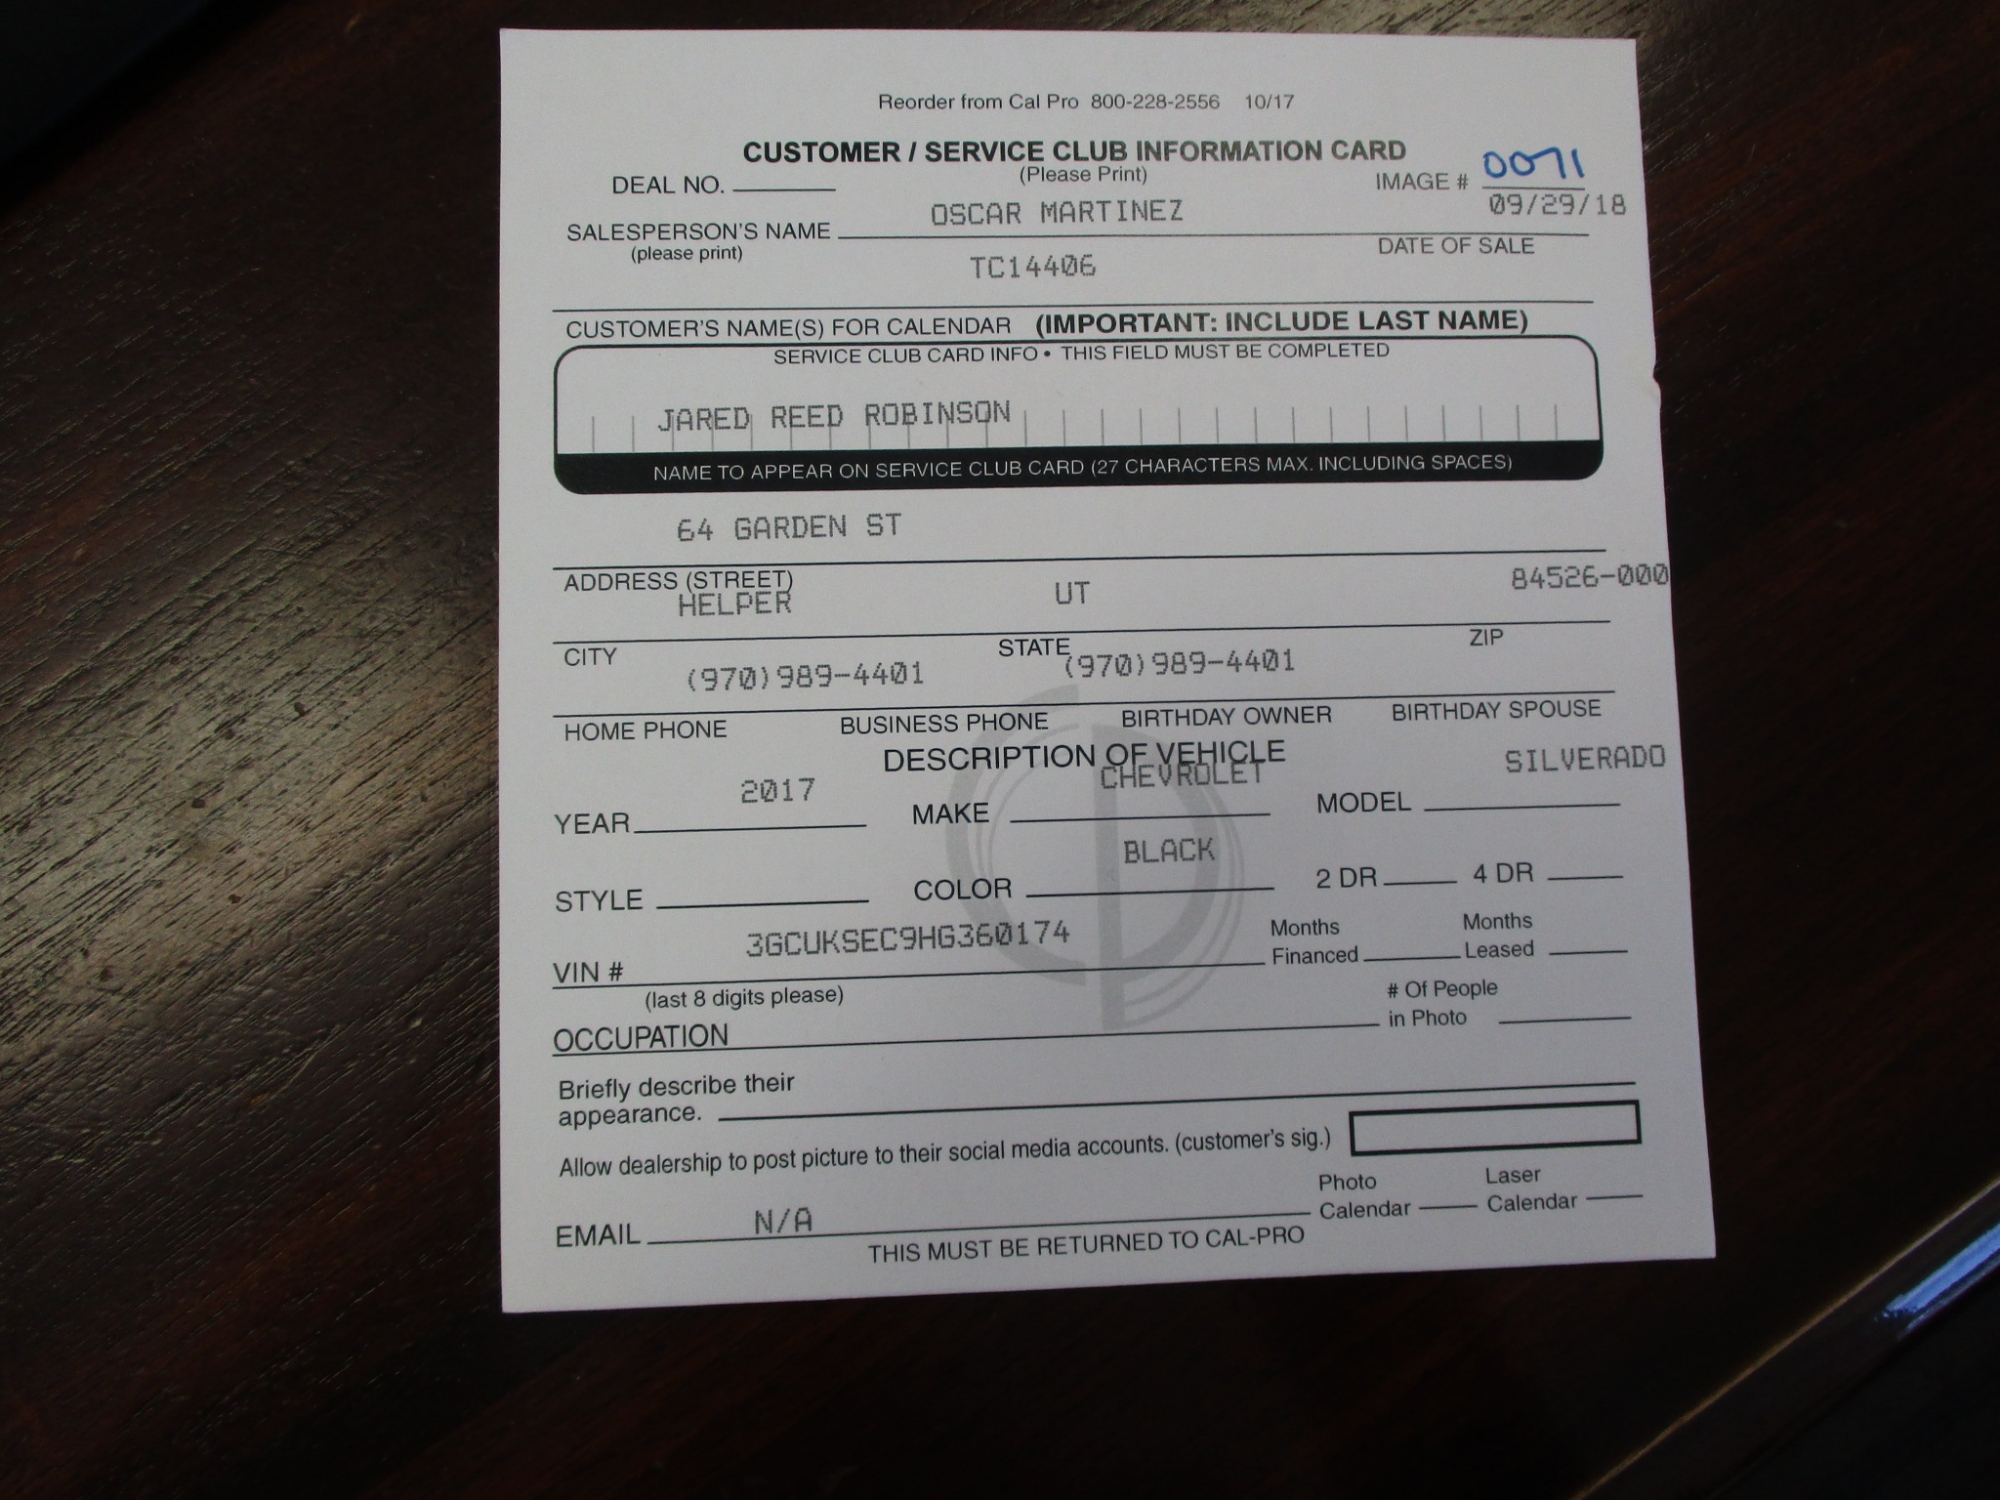 Reorder from Cal Pro 800-228-2556 10/17
CUSTOMER / SERVICE CLUB INFORMATION CARD
(Please Print)
DEAL NO. IMAGE # 0071
OSCAR MARTINEZ 09/29/18
SALESPERSON'S NAME DATE OF SALE
(please print)
TC14406
CUSTOMER'S NAME(S) FOR CALENDAR (IMPORTANT: INCLUDE LAST NAME)
SERVICE CLUB CARD INFO • THIS FIELD MUST BE COMPLETED
JARED REED ROBINSON
NAME TO APPEAR ON SERVICE CLUB CARD (27 CHARACTERS MAX. INCLUDING SPACES)
64 GARDEN ST
ADDRESS (STREET)
HELPER UT 84526-000
CITY STATE ZIP
(970)989-4401 (970)989-4401
HOME PHONE BUSINESS PHONE BIRTHDAY OWNER BIRTHDAY SPOUSE
DESCRIPTION OF VEHICLE
2017 CHEVROLET SILVERADO
YEAR MAKE MODEL
BLACK
STYLE COLOR 2 DR 4 DR
3GCUKSEC9HG360174
VIN # Months Financed Months Leased
(last 8 digits please)
OCCUPATION # Of People in Photo
Briefly describe their
appearance.
Allow dealership to post picture to their social media accounts. (customer's sig.)
EMAIL N/A Photo Calendar Laser Calendar
THIS MUST BE RETURNED TO CAL-PRO